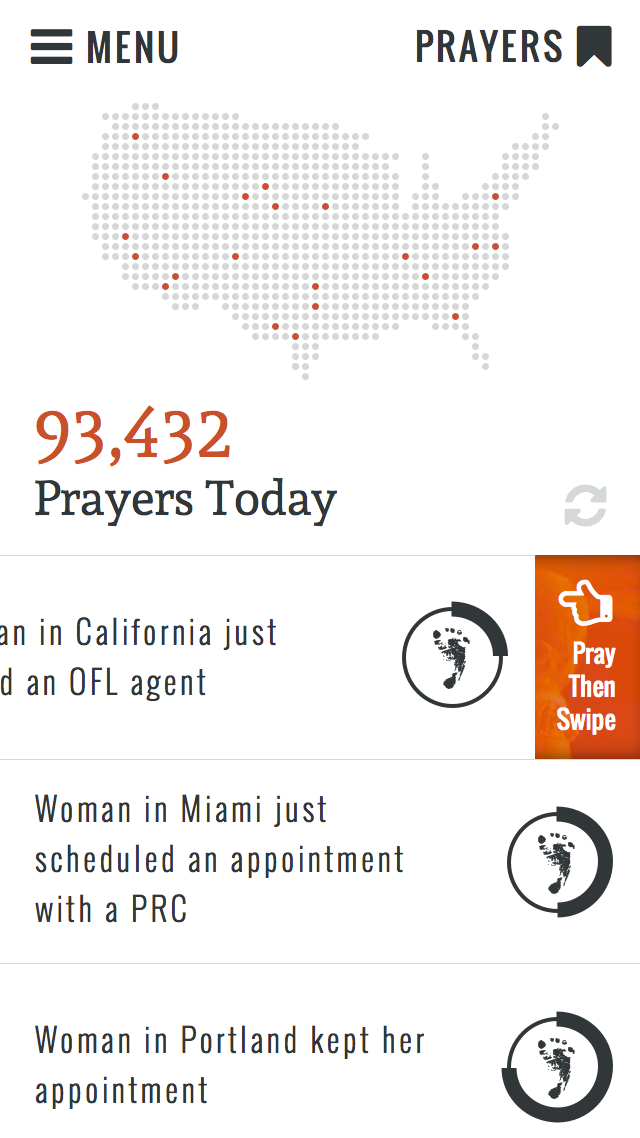 MENU
PRAYERS
93,432
Prayers Today
an in California just
d an OFL agent
Pray
Then
Swipe
Woman in Miami just
scheduled an appointment
with a PRC
Woman in Portland kept her
appointment